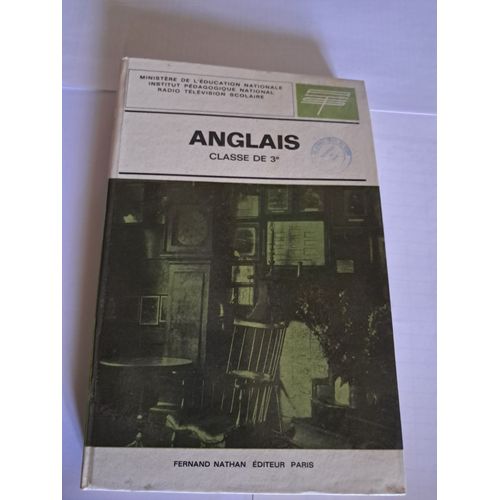 MINISTÈRE DE L'ÉDUCATION NATIONALE
INSTITUT PÉDAGOGIQUE NATIONAL
RADIO TÉLÉVISION SCOLAIRE
ANGLAIS
CLASSE DE 3e
FERNAND NATHAN ÉDITEUR PARIS